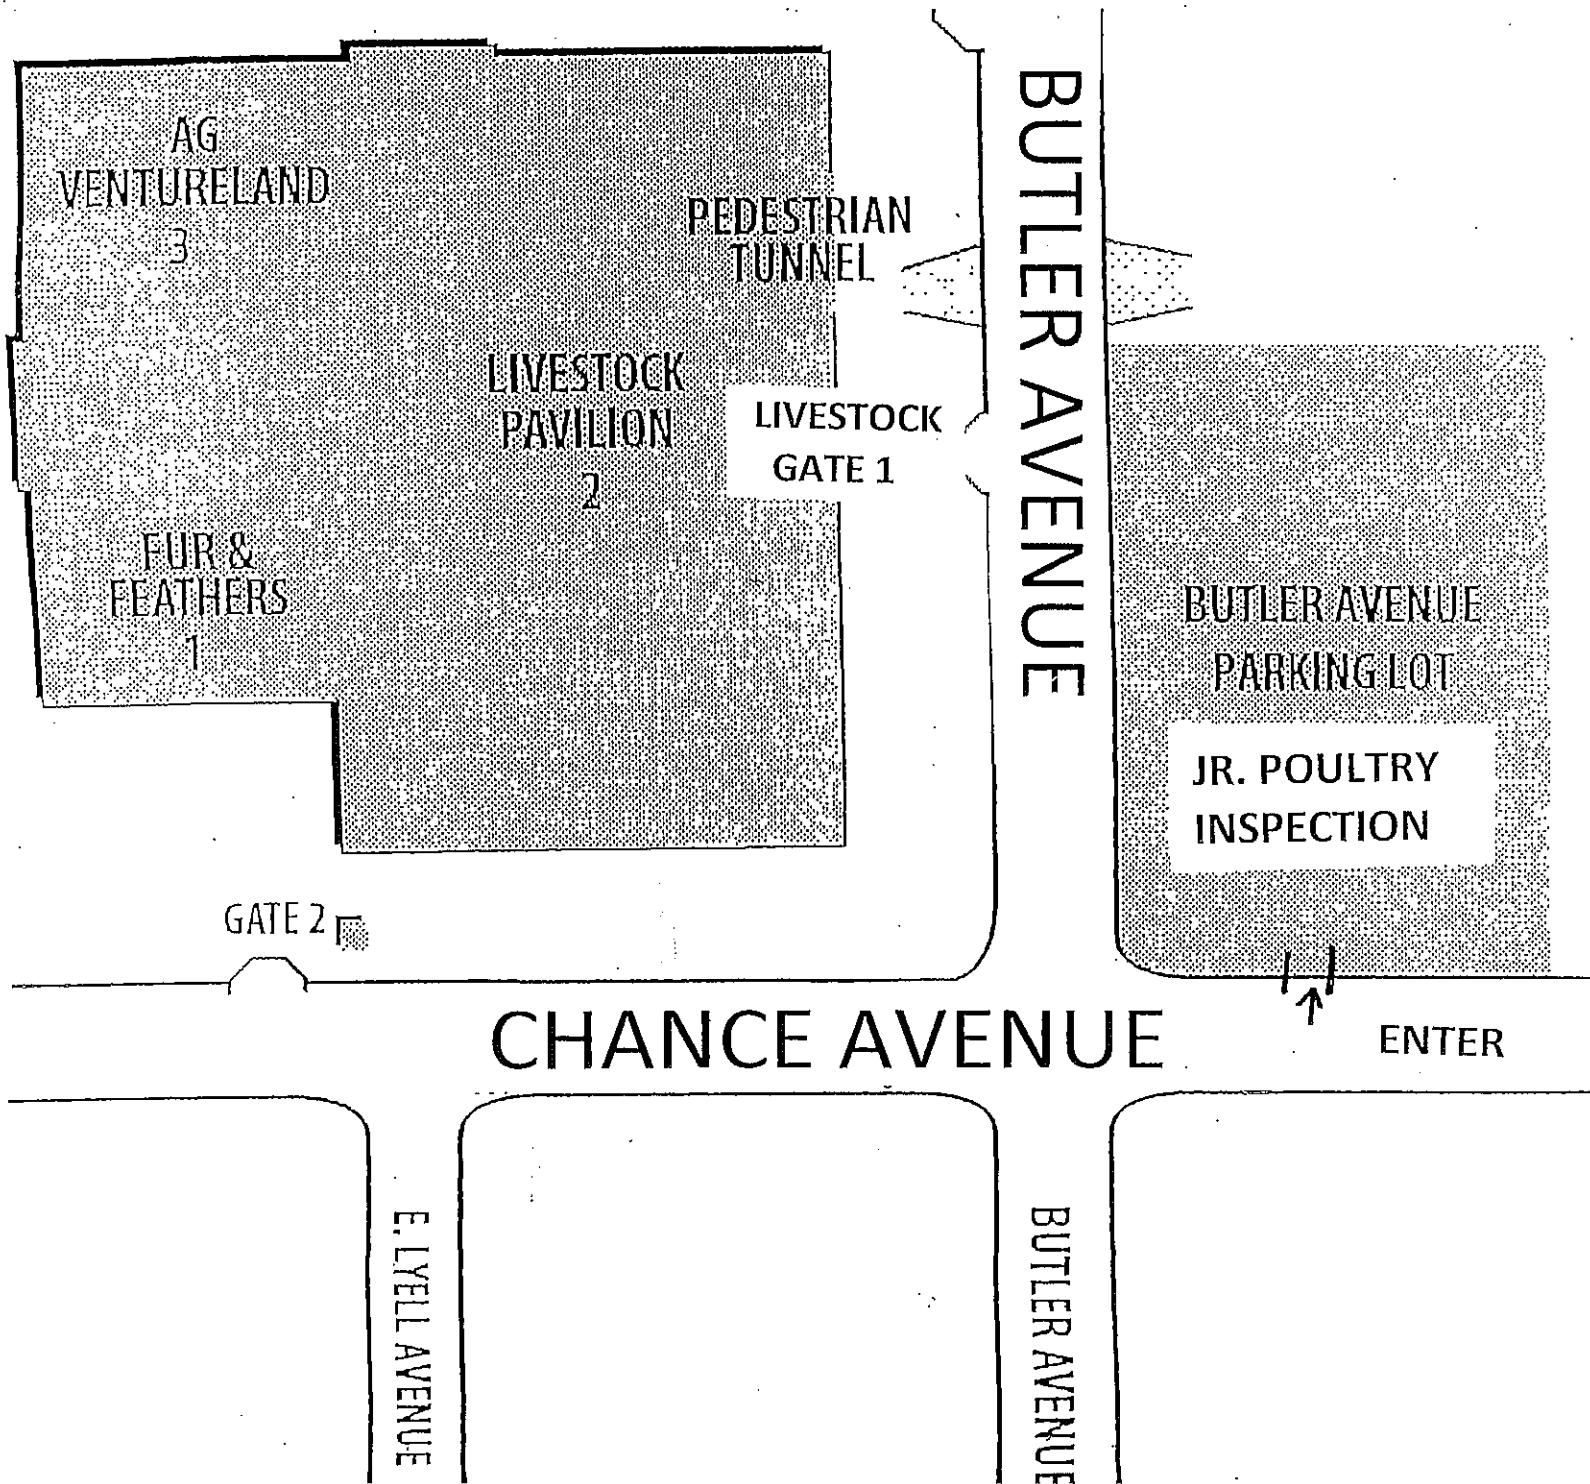 AG
VENTURELAND
3
BUTLER AVENUE
PEDESTRIAN
TUNNEL
LIVESTOCK
PAVILION
2
LIVESTOCK
GATE 1
FUR &
FEATHERS
1
BUTLER AVENUE
PARKING LOT
JR. POULTRY
INSPECTION
GATE 2
CHANCE AVENUE
ENTER
E. LYELL AVENUE
BUTLER AVENUE